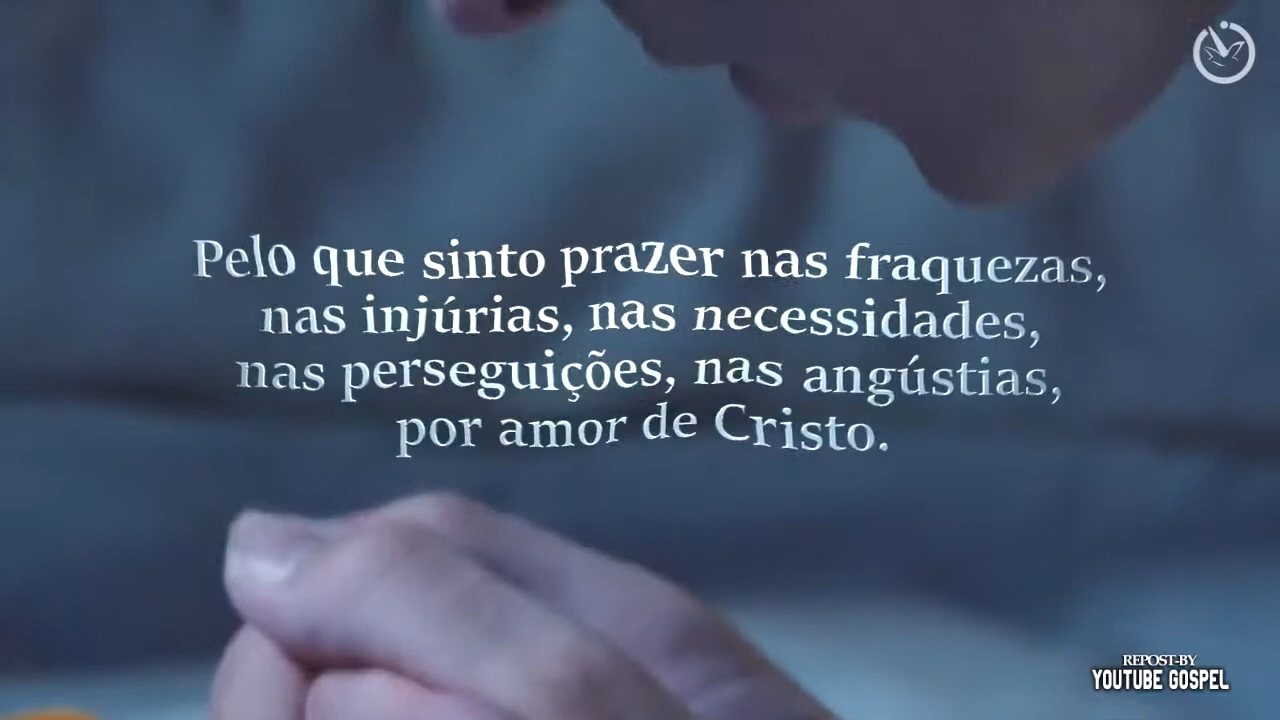 Pelo que sinto prazer nas fraquezas,
nas injúrias, nas necessidades,
nas perseguições, nas angústias,
por amor de Cristo.
REPOST-BY
YOUTUBE GOSPEL